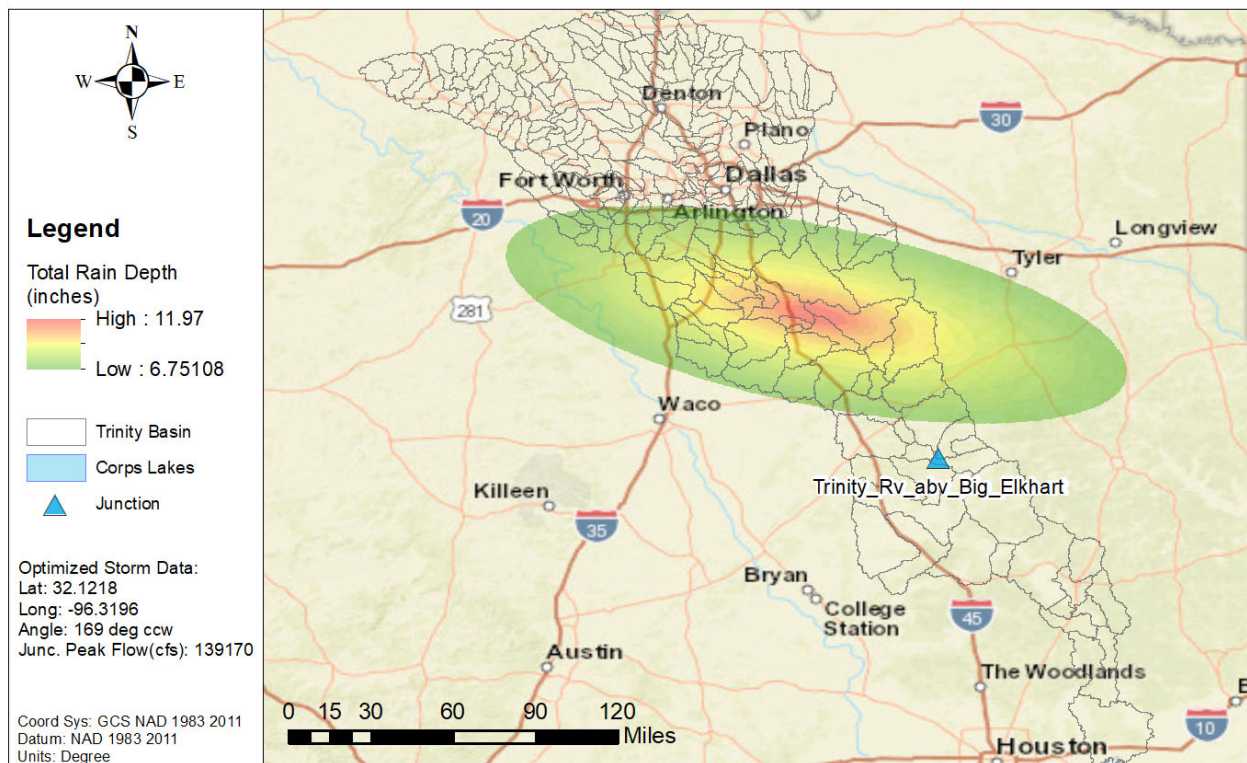 N
W
E
S
Legend
Total Rain Depth
(inches)
High : 11.97
Low : 6.75108
Trinity Basin
Corps Lakes
Junction
Optimized Storm Data:
Lat: 32.1218
Long: -96.3196
Angle: 169 deg ccw
Junc. Peak Flow(cfs): 139170
Coord Sys: GCS NAD 1983 2011
Datum: NAD 1983 2011
Units: Degree
Denton
30
Plano
Dallas
Fort Worth
20
Arlington
Longview
Tyler
281
Waco
Trinity_Rv_aby_Big_Elkhart
Killeen
35
Bryan
College
Station
45
Austin
The Woodlands
10
Houston
0 15 30 60 90 120
Miles